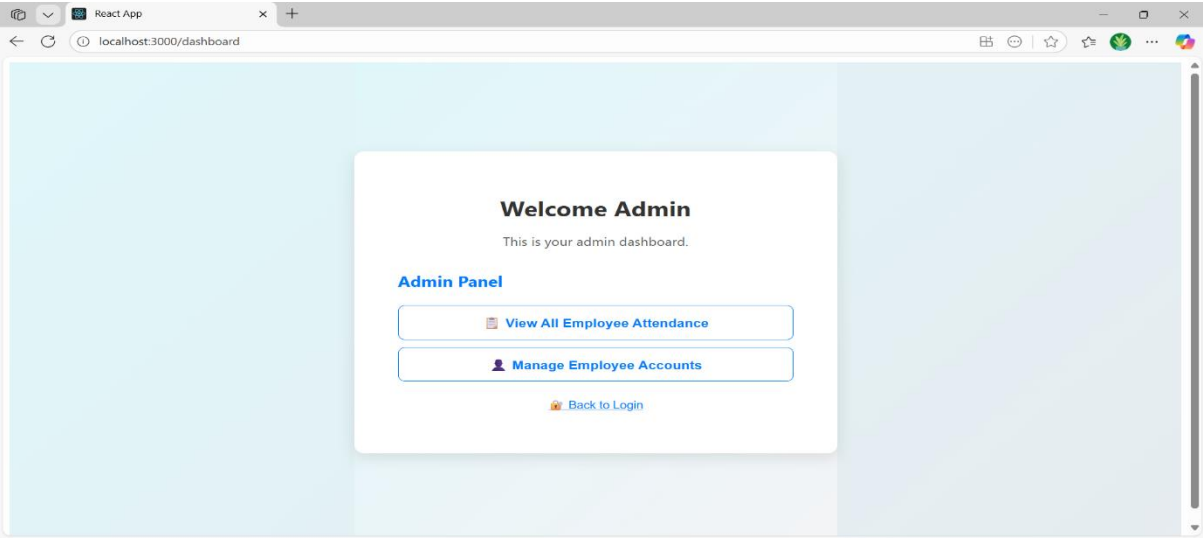 React App
localhost:3000/dashboard
Welcome Admin
This is your admin dashboard.
Admin Panel
View All Employee Attendance
Manage Employee Accounts
Back to Login